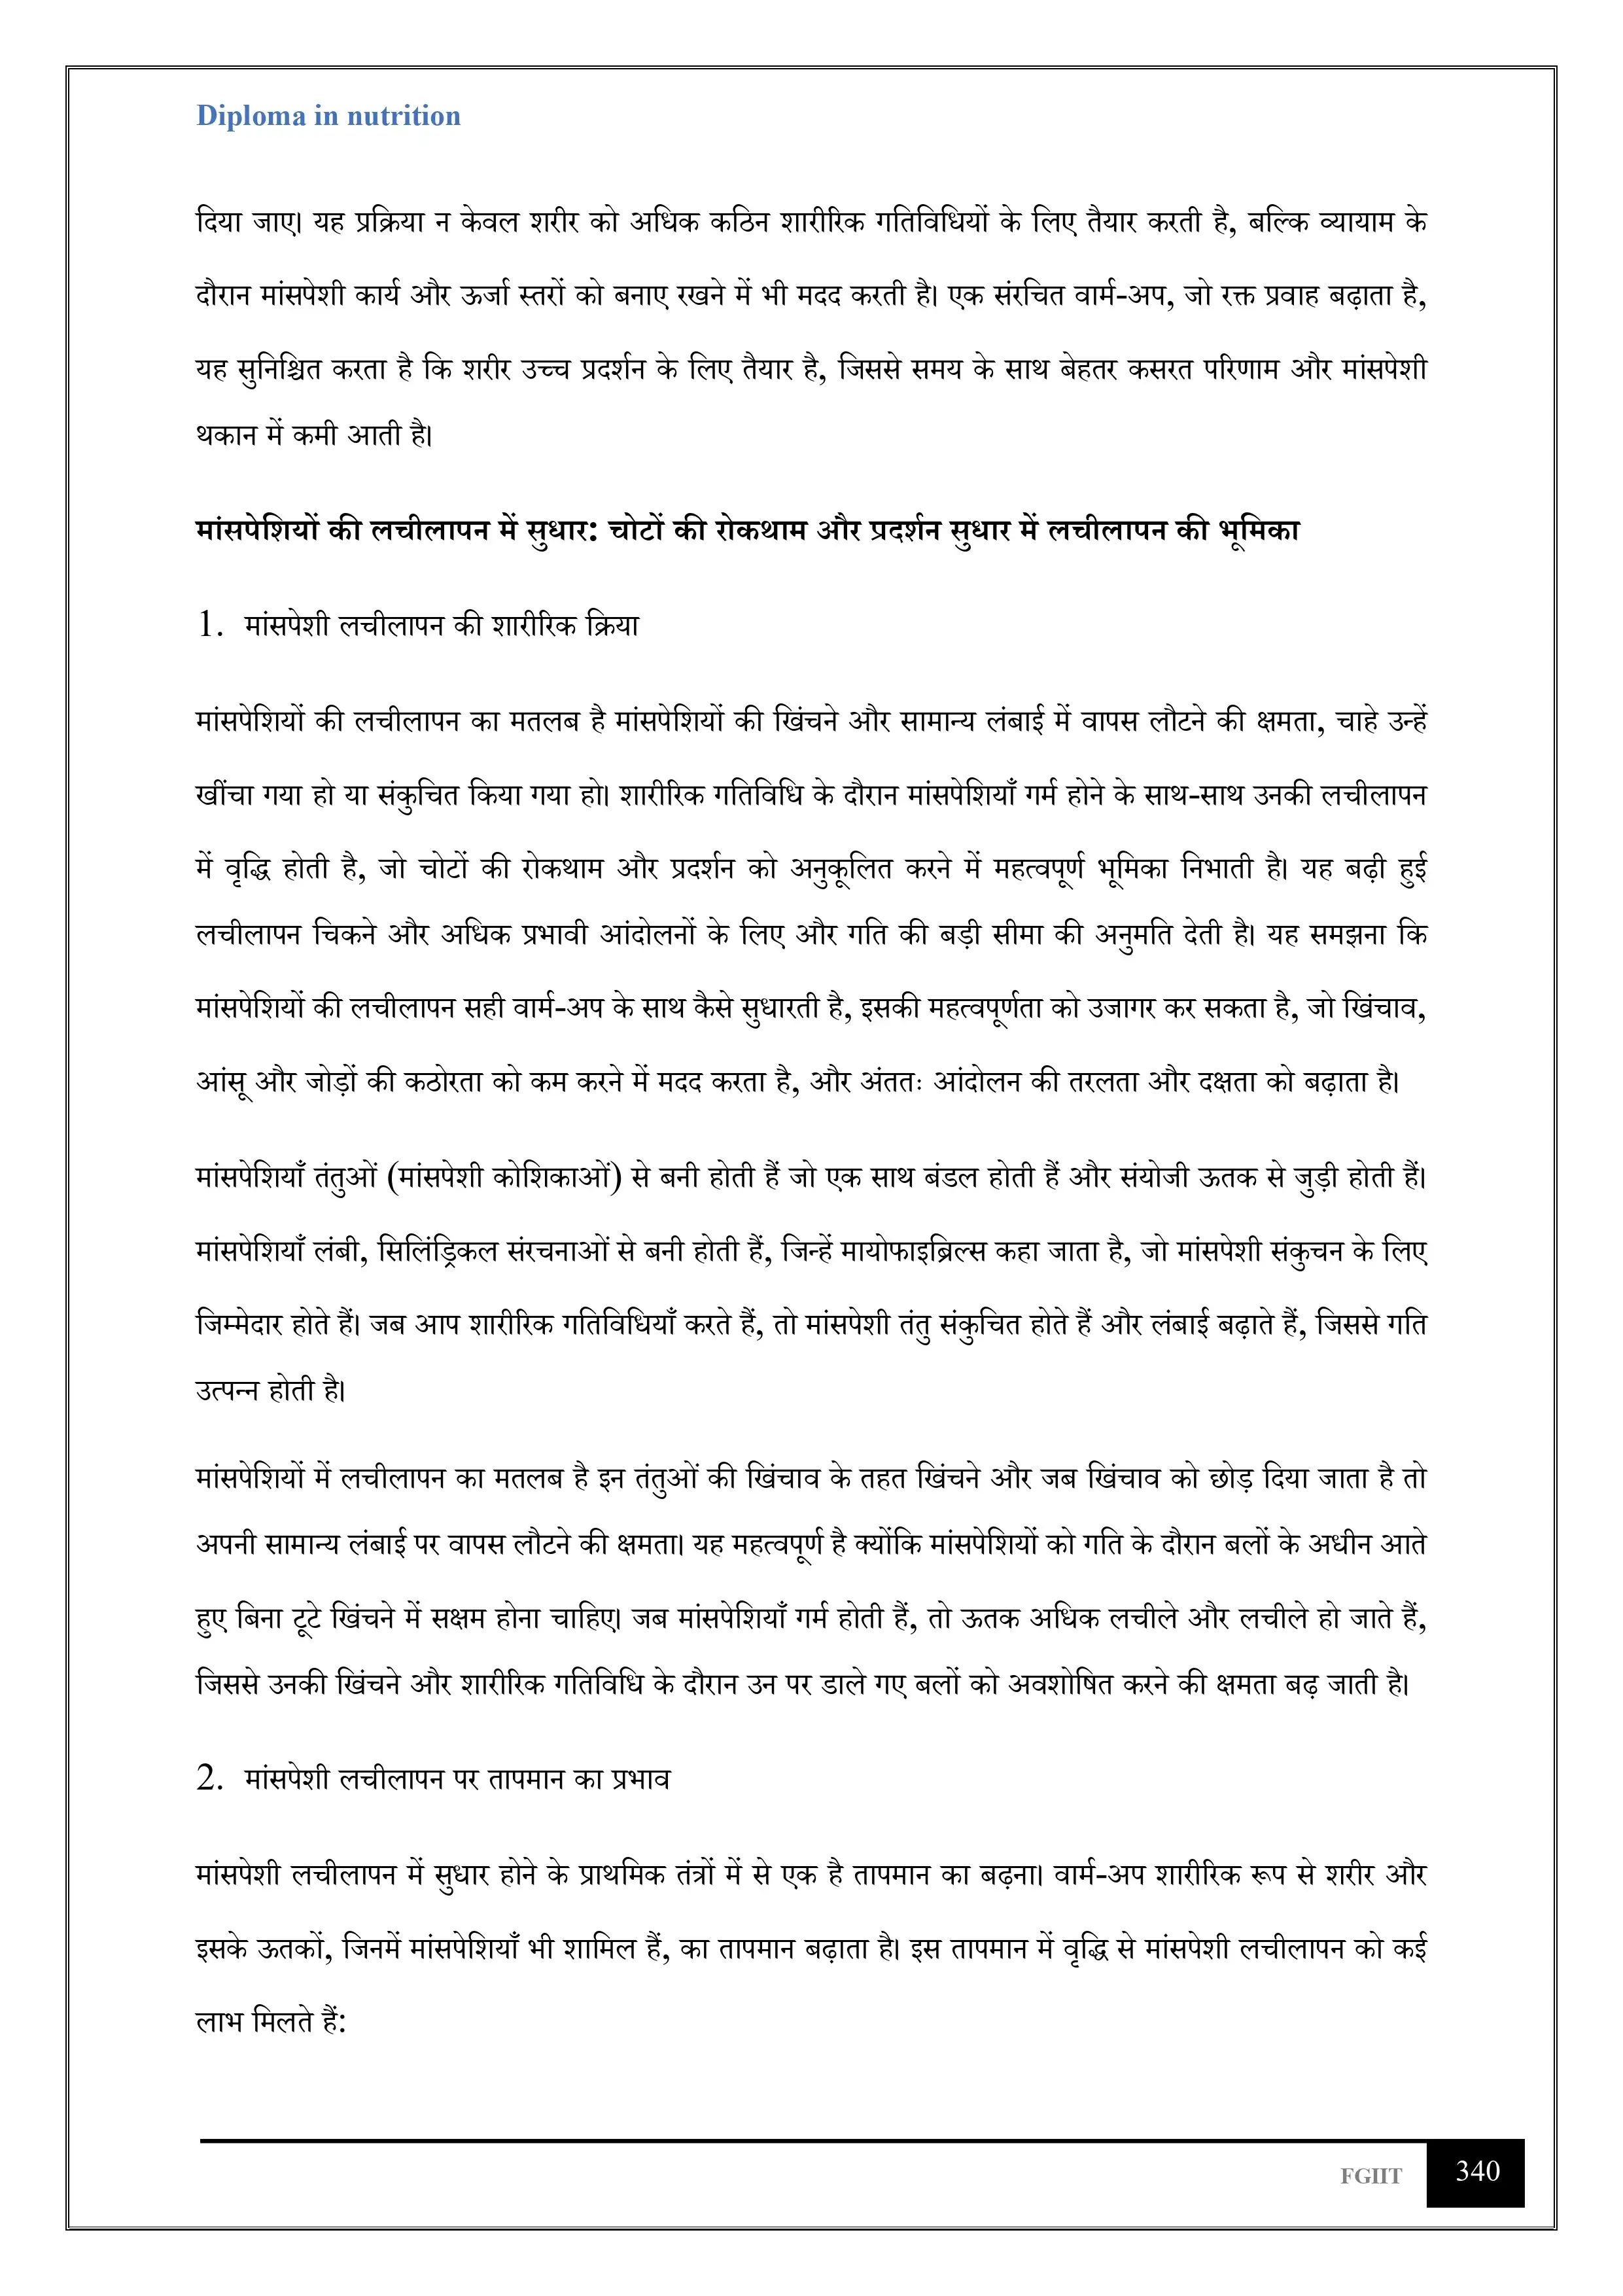 Diploma in nutrition
दिया जाए। यह प्रक्रिया न केवल शरीर को अधिक कठिन शारीरिक गतिविधियों के लिए तैयार करती है, बल्कि व्यायाम के
दौरान मांसपेशी कार्य और ऊर्जा स्तरों को बनाए रखने में भी मदद करती है। एक संरचित वार्म-अप, जो रक्त प्रवाह बढ़ाता है,
यह सुनिश्चित करता है कि शरीर उच्च प्रदर्शन के लिए तैयार है, जिससे समय के साथ बेहतर कसरत परिणाम और मांसपेशी
थकान में कमी आती है।
मांसपेशियों की लचीलापन में सुधार: चोटों की रोकथाम और प्रदर्शन सुधार में लचीलापन की भूमिका
1. मांसपेशी लचीलापन की शारीरिक क्रिया
मांसपेशियों की लचीलापन का मतलब है मांसपेशियों की खिंचने और सामान्य लंबाई में वापस लौटने की क्षमता, चाहे उन्हें
खींचा गया हो या संकुचित किया गया हो। शारीरिक गतिविधि के दौरान मांसपेशियाँ गर्म होने के साथ-साथ उनकी लचीलापन
में वृद्धि होती है, जो चोटों की रोकथाम और प्रदर्शन को अनुकूलित करने में महत्वपूर्ण भूमिका निभाती है। यह बढ़ी हुई
लचीलापन चिकने और अधिक प्रभावी आंदोलनों के लिए और गति की बड़ी सीमा की अनुमति देती है। यह समझना कि
मांसपेशियों की लचीलापन सही वार्म-अप के साथ कैसे सुधारती है, इसकी महत्वपूर्णता को उजागर कर सकता है, जो खिंचाव,
आंसू और जोड़ों की कठोरता को कम करने में मदद करता है, और अंततः आंदोलन की तरलता और दक्षता को बढ़ाता है।
मांसपेशियाँ तंतुओं (मांसपेशी कोशिकाओं) से बनी होती हैं जो एक साथ बंडल होती हैं और संयोजी ऊतक से जुड़ी होती हैं।
मांसपेशियाँ लंबी, सिलिंड्रिकल संरचनाओं से बनी होती हैं, जिन्हें मायोफाइब्रिल्स कहा जाता है, जो मांसपेशी संकुचन के लिए
जिम्मेदार होते हैं। जब आप शारीरिक गतिविधियाँ करते हैं, तो मांसपेशी तंतु संकुचित होते हैं और लंबाई बढ़ाते हैं, जिससे गति
उत्पन्न होती है।
मांसपेशियों में लचीलापन का मतलब है इन तंतुओं की खिंचाव के तहत खिंचने और जब खिंचाव को छोड़ दिया जाता है तो
अपनी सामान्य लंबाई पर वापस लौटने की क्षमता। यह महत्वपूर्ण है क्योंकि मांसपेशियों को गति के दौरान बलों के अधीन आते
हुए बिना टूटे खिंचने में सक्षम होना चाहिए। जब मांसपेशियाँ गर्म होती हैं, तो ऊतक अधिक लचीले और लचीले हो जाते हैं,
जिससे उनकी खिंचने और शारीरिक गतिविधि के दौरान उन पर डाले गए बलों को अवशोषित करने की क्षमता बढ़ जाती है।
2. मांसपेशी लचीलापन पर तापमान का प्रभाव
मांसपेशी लचीलापन में सुधार होने के प्राथमिक तंत्रों में से एक है तापमान का बढ़ना। वार्म-अप शारीरिक रूप से शरीर और
इसके ऊतकों, जिनमें मांसपेशियाँ भी शामिल हैं, का तापमान बढ़ाता है। इस तापमान में वृद्धि से मांसपेशी लचीलापन को कई
लाभ मिलते हैं:
FGIIT 340